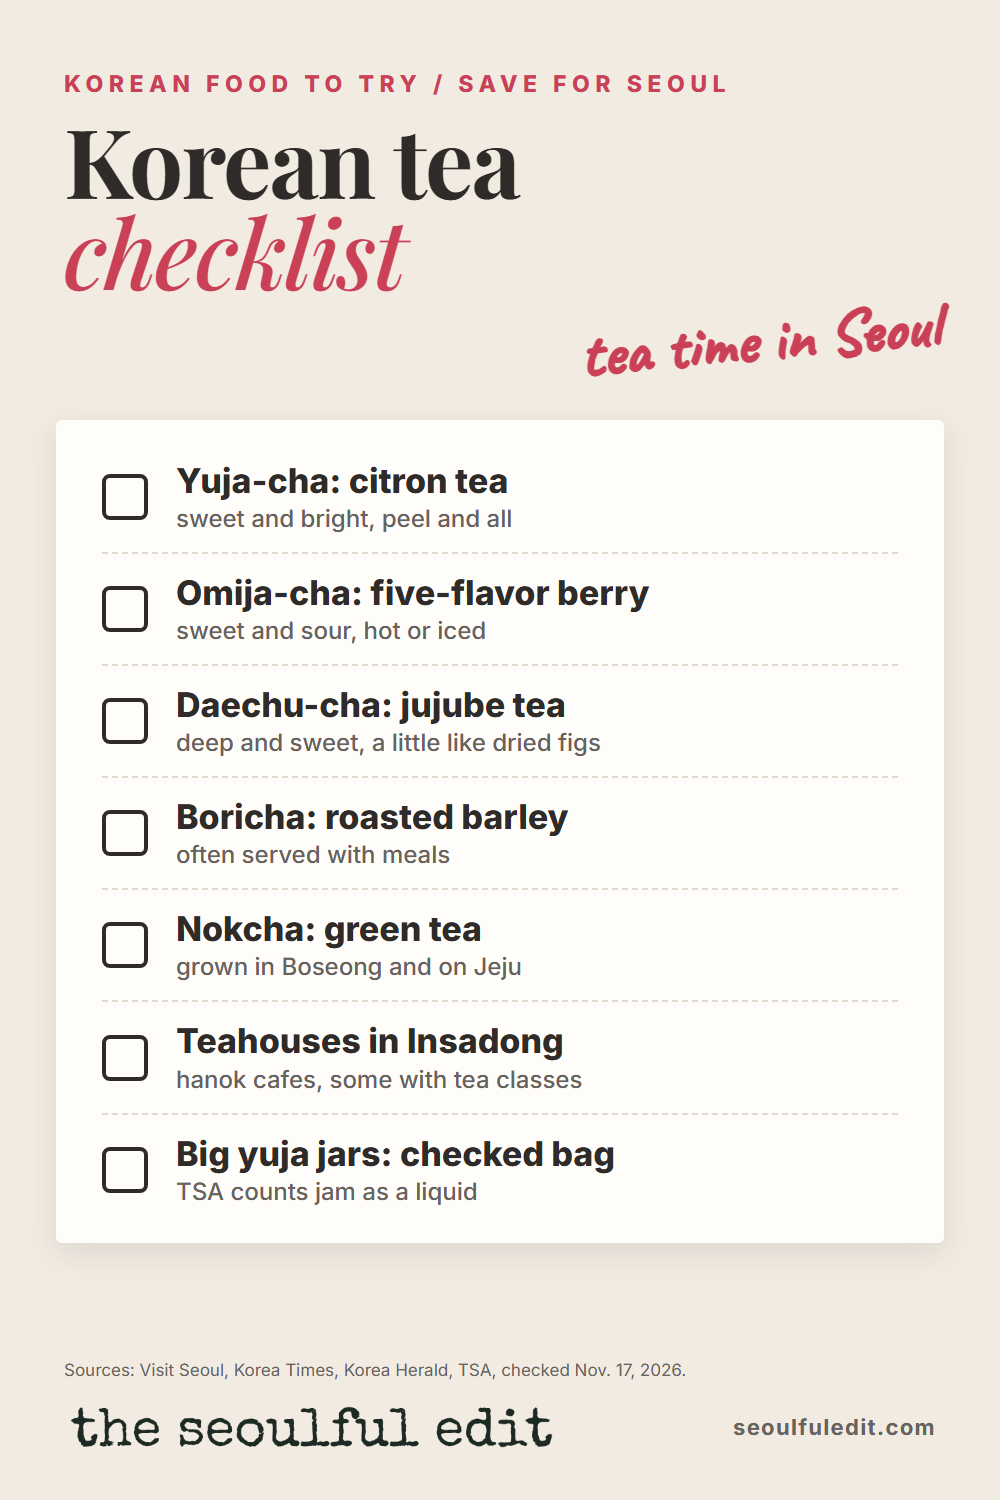 KOREAN FOOD TO TRY / SAVE FOR SEOUL
Korean tea
checklist
tea time in Seoul
Yuja-cha: citron tea
sweet and bright, peel and all
Omija-cha: five-flavor berry
sweet and sour, hot or iced
Daechu-cha: jujube tea
deep and sweet, a little like dried figs
Boricha: roasted barley
often served with meals
Nokcha: green tea
grown in Boseong and on Jeju
Teahouses in Insadong
hanok cafes, some with tea classes
Big yuja jars: checked bag
TSA counts jam as a liquid
Sources: Visit Seoul, Korea Times, Korea Herald, TSA, checked Nov. 17, 2026.
the seoulful edit
seoulfuledit.com